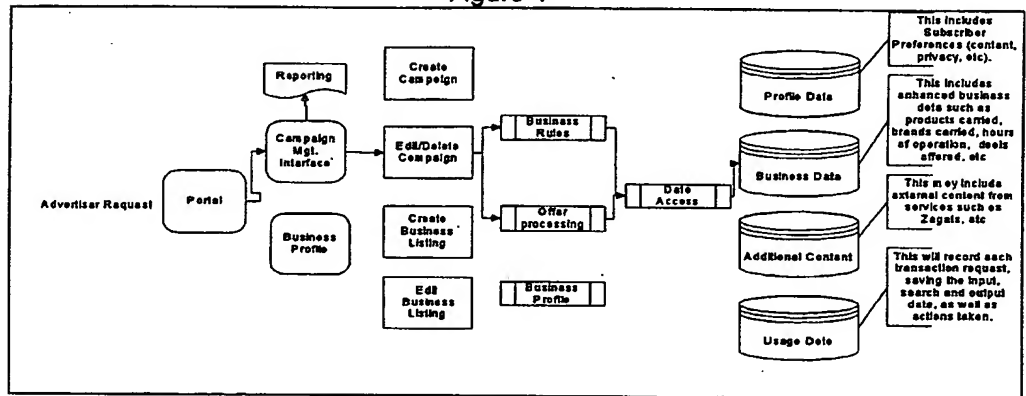 Reporting
Create
Campaign
Campaign
Mgt.
Interface
Edit/Delete
Campaign
Business
Rules
Advertiser Request
Portal
Business
Profile
Create
Business
Listing
Offer
processing
Edit
Business
Listing
Business
Profile
Data
Access
Profile Data
Business Data
Additional Content
Usage Data
This includes
Subscriber
Preferences (content,
privacy, etc).
This includes
enhanced business
data such as
products carried,
brands carried, hours
of operation, deals
offered, etc
This may include
external content from
services such as
Zagats, etc
This will record each
transaction request,
saving the input,
search and output
data, as well as
actions taken.